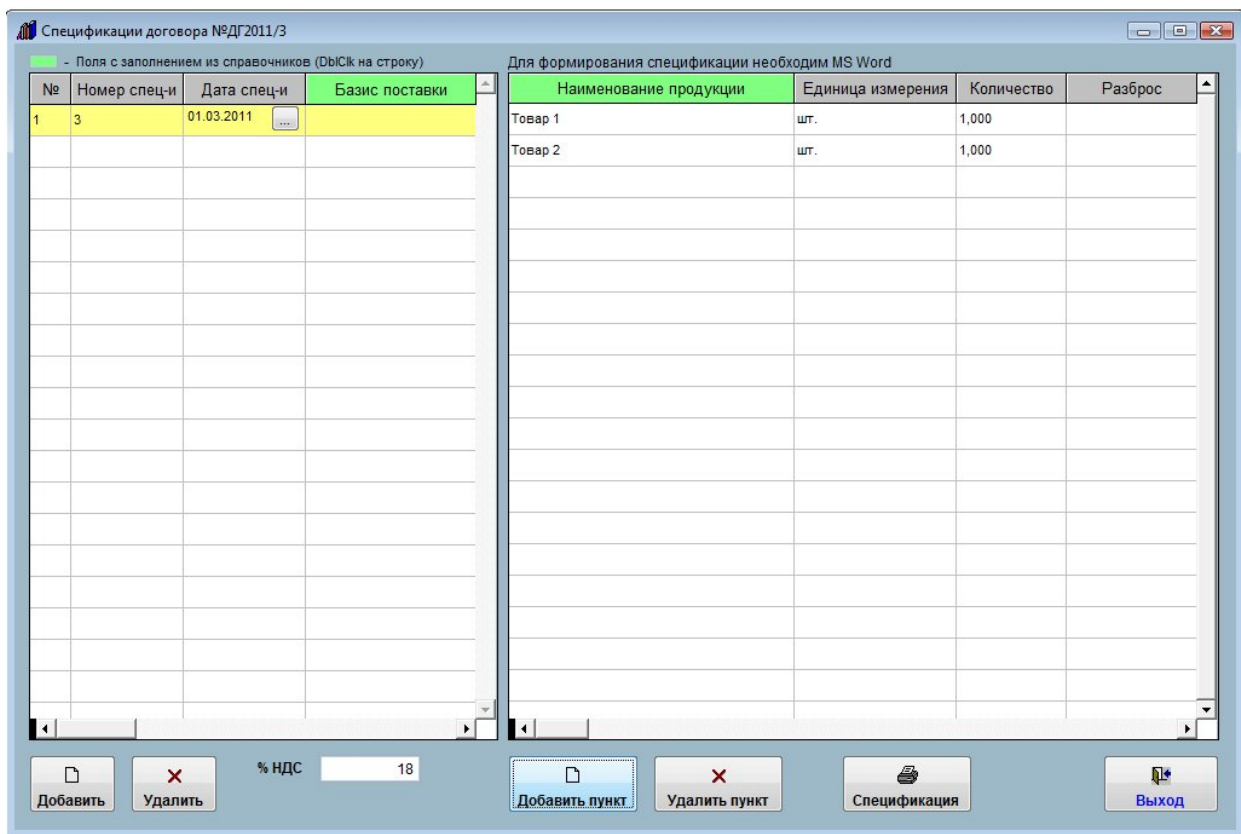 Спецификации договора №ДГ2011/3
- Поля с заполнением из справочников (DblClk на строку)
Для формирования спецификации необходим MS Word
№ Номер спец-и Дата спец-и Базис поставки
Наименование продукции Единица измерения Количество Разброс
1 3 01.03.2011 ...
Товар 1 шт. 1,000
Товар 2 шт. 1,000
% НДС 18
Добавить Удалить Добавить пункт Удалить пункт Спецификация Выход